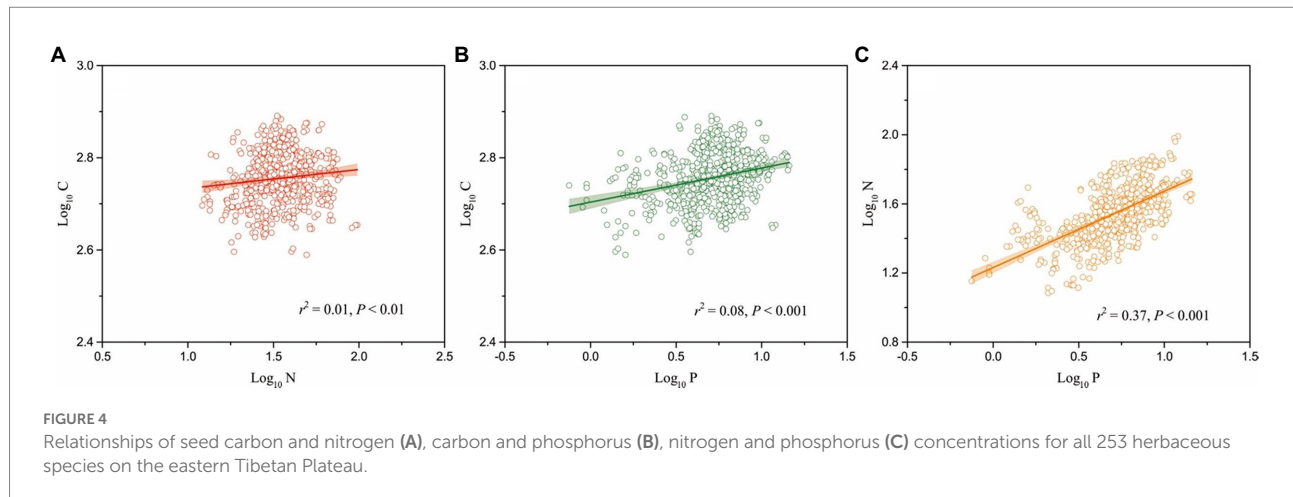 A
B
C
3.0
2.8
2.6
2.4
Log₁₀ C
r² = 0.01, P < 0.01
0.5 1.0 1.5 2.0 2.5
Log₁₀ N
3.0
2.8
2.6
2.4
Log₁₀ C
r² = 0.08, P < 0.001
-0.5 0.0 0.5 1.0 1.5
Log₁₀ P
2.4
2.0
1.6
1.2
0.8
Log₁₀ N
r² = 0.37, P < 0.001
-0.5 0.0 0.5 1.0 1.5
Log₁₀ P
FIGURE 4
Relationships of seed carbon and nitrogen (A), carbon and phosphorus (B), nitrogen and phosphorus (C) concentrations for all 253 herbaceous
species on the eastern Tibetan Plateau.